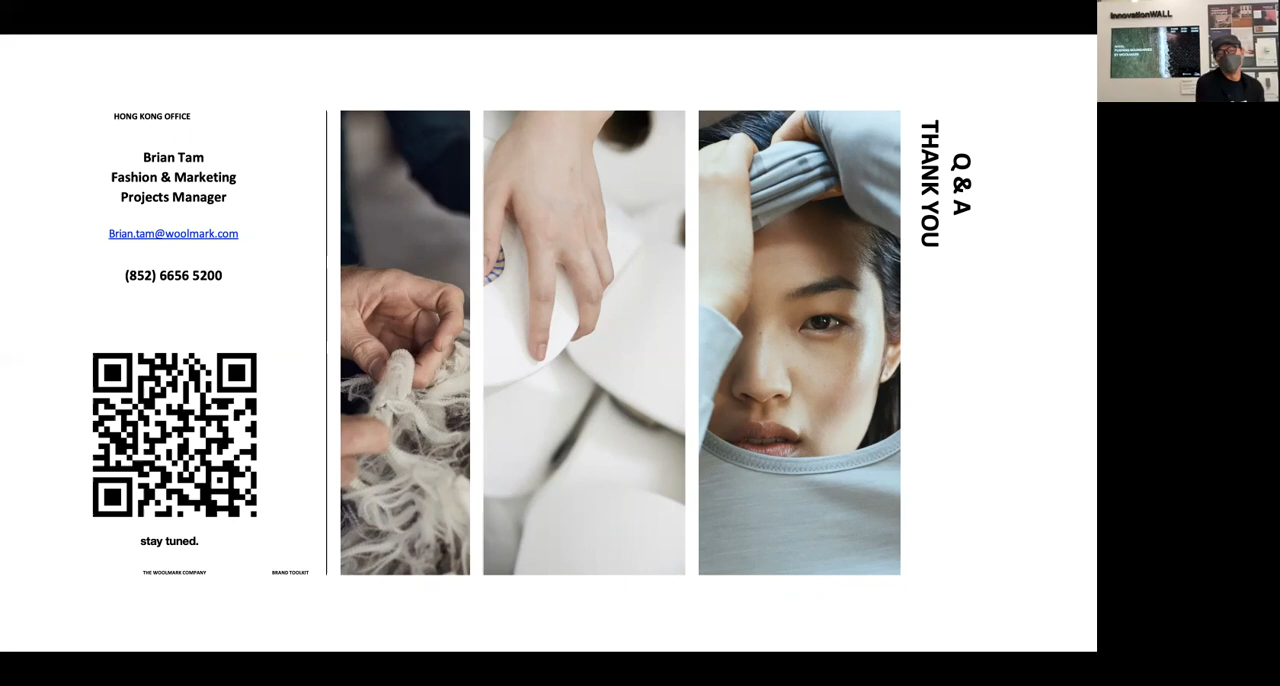 HONG KONG OFFICE
Brian Tam
Fashion & Marketing
Projects Manager
Brian.tam@woolmark.com
(852) 6656 5200
stay tuned.
THE WOOLMARK COMPANY
BRAND TOOLKIT
Q & A
THANK YOU
InnovationWALL